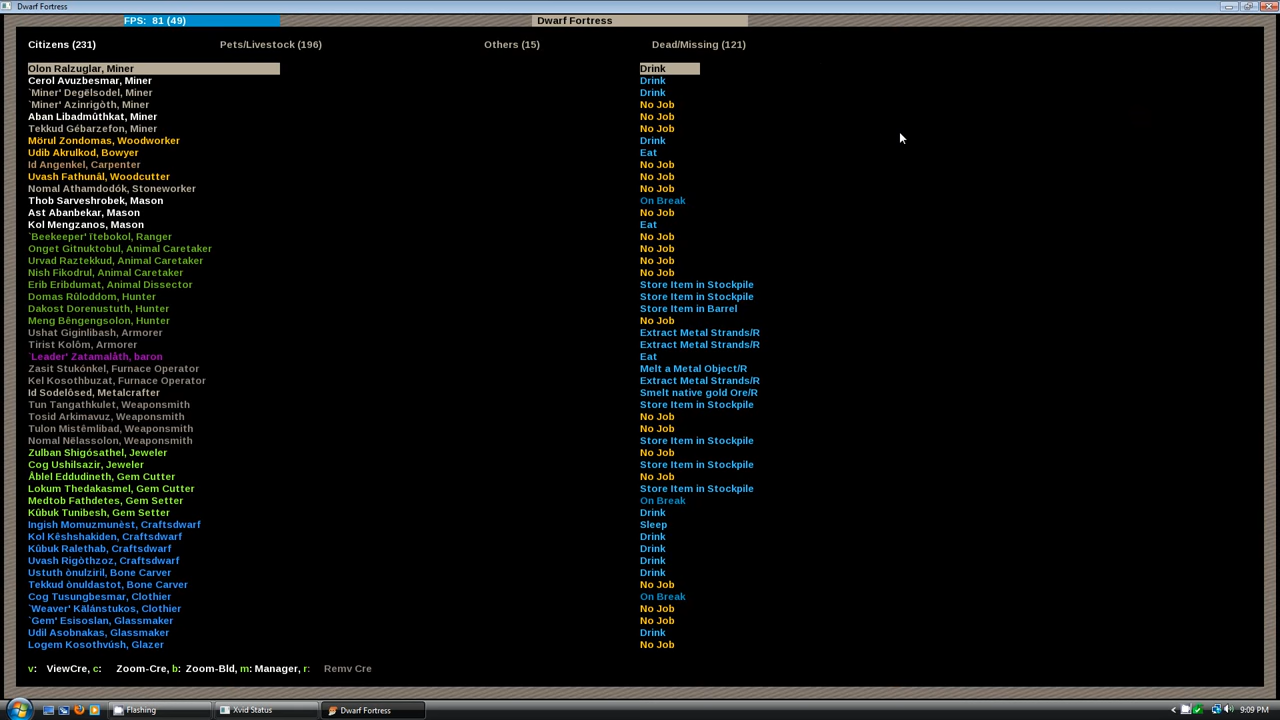 Dwarf Fortress
FPS: 81 (49) Dwarf Fortress
Citizens (231) Pets/Livestock (196) Others (15) Dead/Missing (121)
Olon Ralzuglar, Miner Drink
Cerol Avuzbesmar, Miner Drink
`Miner' Degëlsodel, Miner Drink
`Miner' Azinrigòth, Miner No Job
Aban Libadmûthkat, Miner No Job
Tekkud Gêbarzefon, Miner No Job
Mörul Zondomas, Woodworker Drink
Udib Akrulkod, Bowyer Eat
Id Angenkel, Carpenter No Job
Uvash Fathunâl, Woodcutter No Job
Nomal Athamdodók, Stoneworker No Job
Thob Sarveshrobek, Mason On Break
Ast Abanbekar, Mason No Job
Kol Mengzanos, Mason Eat
`Beekeeper' îtebokol, Ranger No Job
Onget Gitnuktobul, Animal Caretaker No Job
Urvad Raztekkud, Animal Caretaker No Job
Nish Fikodrul, Animal Caretaker No Job
Erib Eribdumat, Animal Dissector Store Item in Stockpile
Domas Rûloddom, Hunter Store Item in Stockpile
Dakost Dorenustuth, Hunter Store Item in Barrel
Meng Bêngengsolon, Hunter No Job
Ushat Giginlibash, Armorer Extract Metal Strands/R
Tirist Kolôm, Armorer Extract Metal Strands/R
`Leader' Zatamalåth, baron Eat
Zasit Stukónkel, Furnace Operator Melt a Metal Object/R
Kel Kosothbuzat, Furnace Operator Extract Metal Strands/R
Id Sodelôsed, Metalcrafter Smelt native gold Ore/R
Tun Tangathkulet, Weaponsmith Store Item in Stockpile
Tosid Arkimavuz, Weaponsmith No Job
Tulon Mistêmlibad, Weaponsmith No Job
Nomal Nëlassolon, Weaponsmith Store Item in Stockpile
Zulban Shigósathel, Jeweler No Job
Cog Ushilsazir, Jeweler Store Item in Stockpile
Åblel Eddudineth, Gem Cutter No Job
Lokum Thedakasmel, Gem Cutter Store Item in Stockpile
Medtob Fathdetes, Gem Setter On Break
Kûbuk Tunibesh, Gem Setter Drink
Ingish Momuzmunèst, Craftsdwarf Sleep
Kol Kêshshakiden, Craftsdwarf Drink
Kûbuk Ralethab, Craftsdwarf Drink
Uvash Rigòthzoz, Craftsdwarf Drink
Ustuth ònulziril, Bone Carver Drink
Tekkud ònuldastot, Bone Carver No Job
Cog Tusungbesmar, Clothier On Break
`Weaver' Kålánstukos, Clothier No Job
`Gem' Esisoslan, Glassmaker No Job
Udil Asobnakas, Glassmaker Drink
Logem Kosothvúsh, Glazer No Job
v: ViewCre, c: Zoom-Cre, b: Zoom-Bld, m: Manager, r: Remv Cre
Flashing Xvid Status Dwarf Fortress 9:09 PM